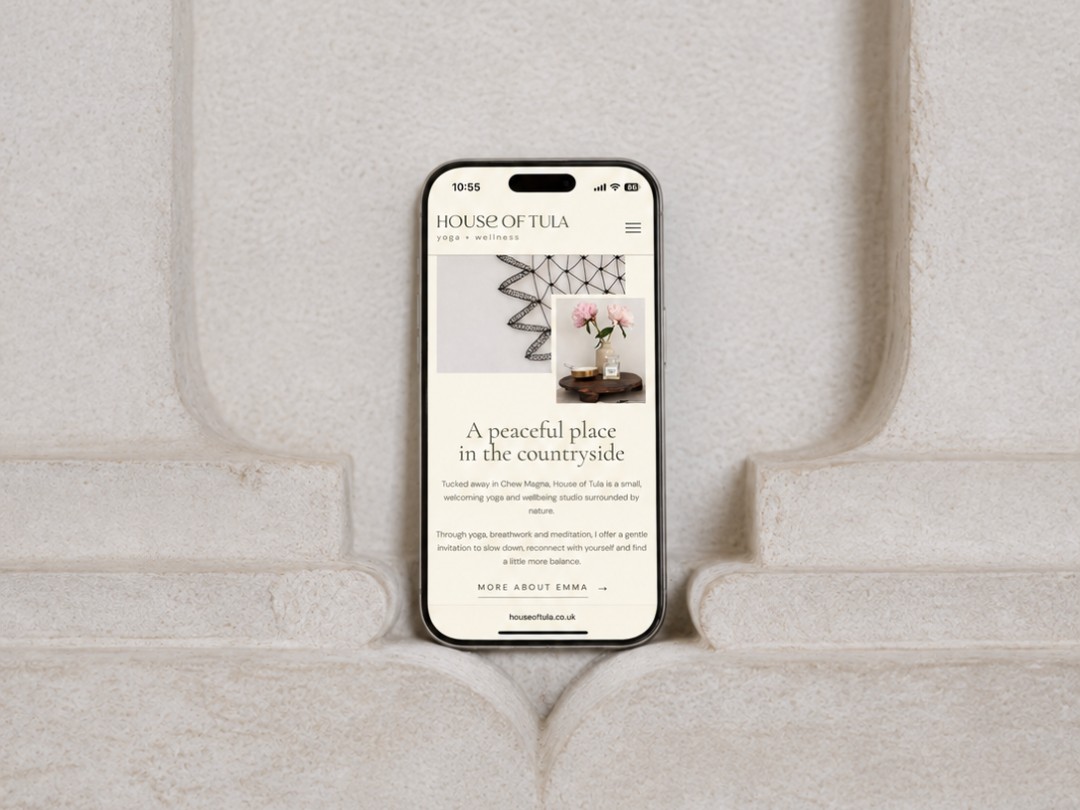 10:55
86
HOUSE OF TULA
yoga + wellness
A peaceful place
in the countryside
Tucked away in Chew Magna, House of Tula is a small,
welcoming yoga and wellbeing studio surrounded by
nature.
Through yoga, breathwork and meditation, I offer a gentle
invitation to slow down, reconnect with yourself and find
a little more balance.
MORE ABOUT EMMA →
houseoftula.co.uk